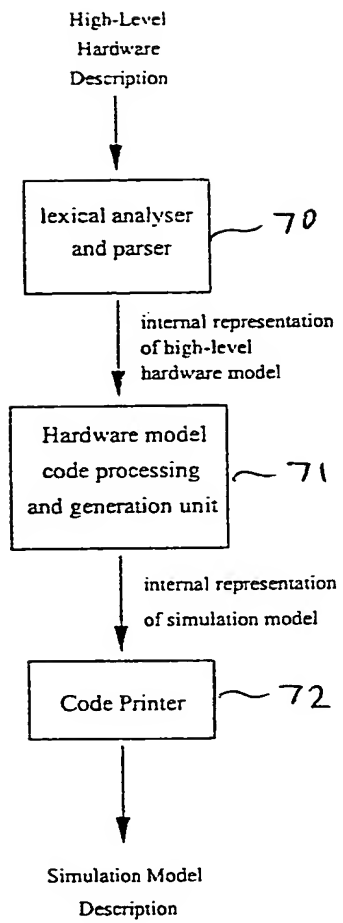 High-Level
Hardware
Description
lexical analyser
and parser
70
internal representation
of high-level
hardware model
Hardware model
code processing
and generation unit
71
internal representation
of simulation model
Code Printer
72
Simulation Model
Description